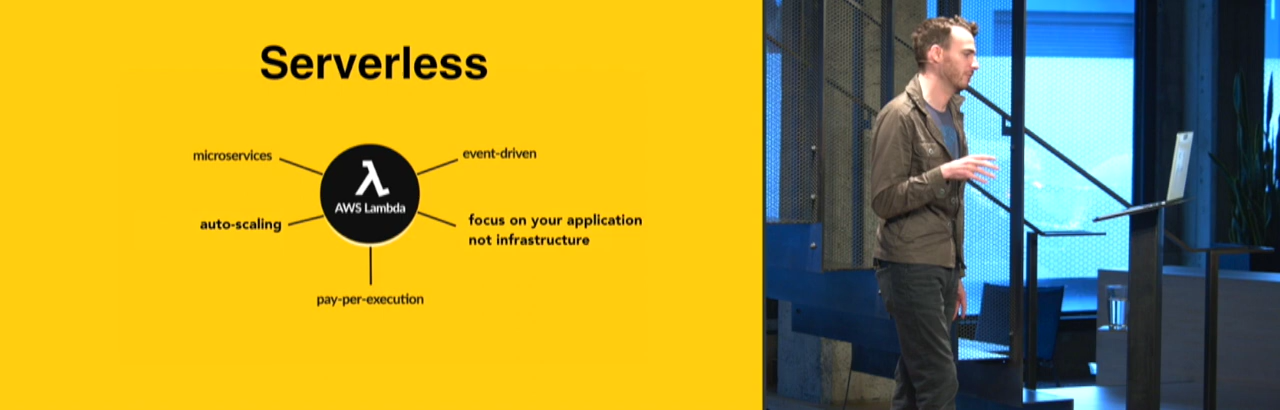 Serverless
microservices
event-driven
λ
AWS Lambda
auto-scaling
focus on your application
not infrastructure
pay-per-execution